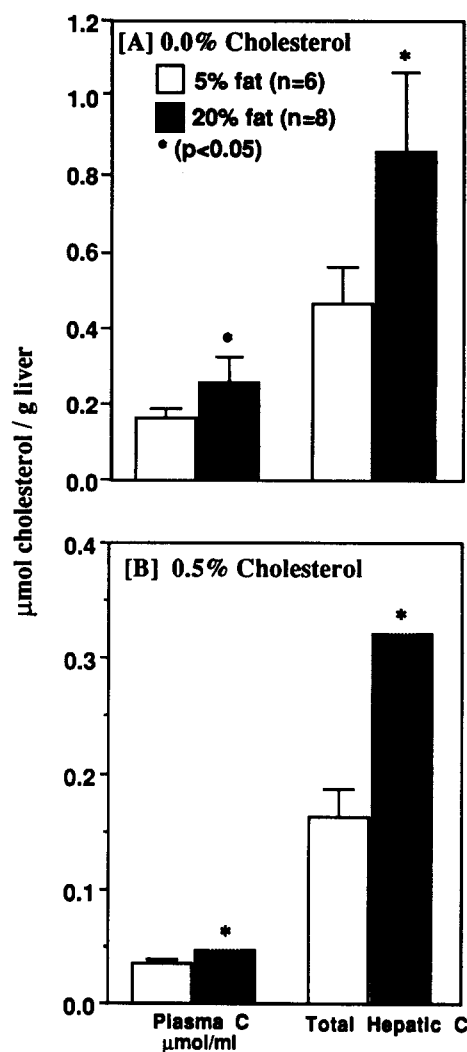 1.2
[A] 0.0% Cholesterol
*
5% fat (n=6)
1.0
20% fat (n=8)
* (p<0.05)
0.8
0.6
0.4
*
0.2
0.0
µmol cholesterol / g liver
0.4
[B] 0.5% Cholesterol
*
0.3
0.2
0.1
*
0.0
Plasma C Total Hepatic C
µmol/ml